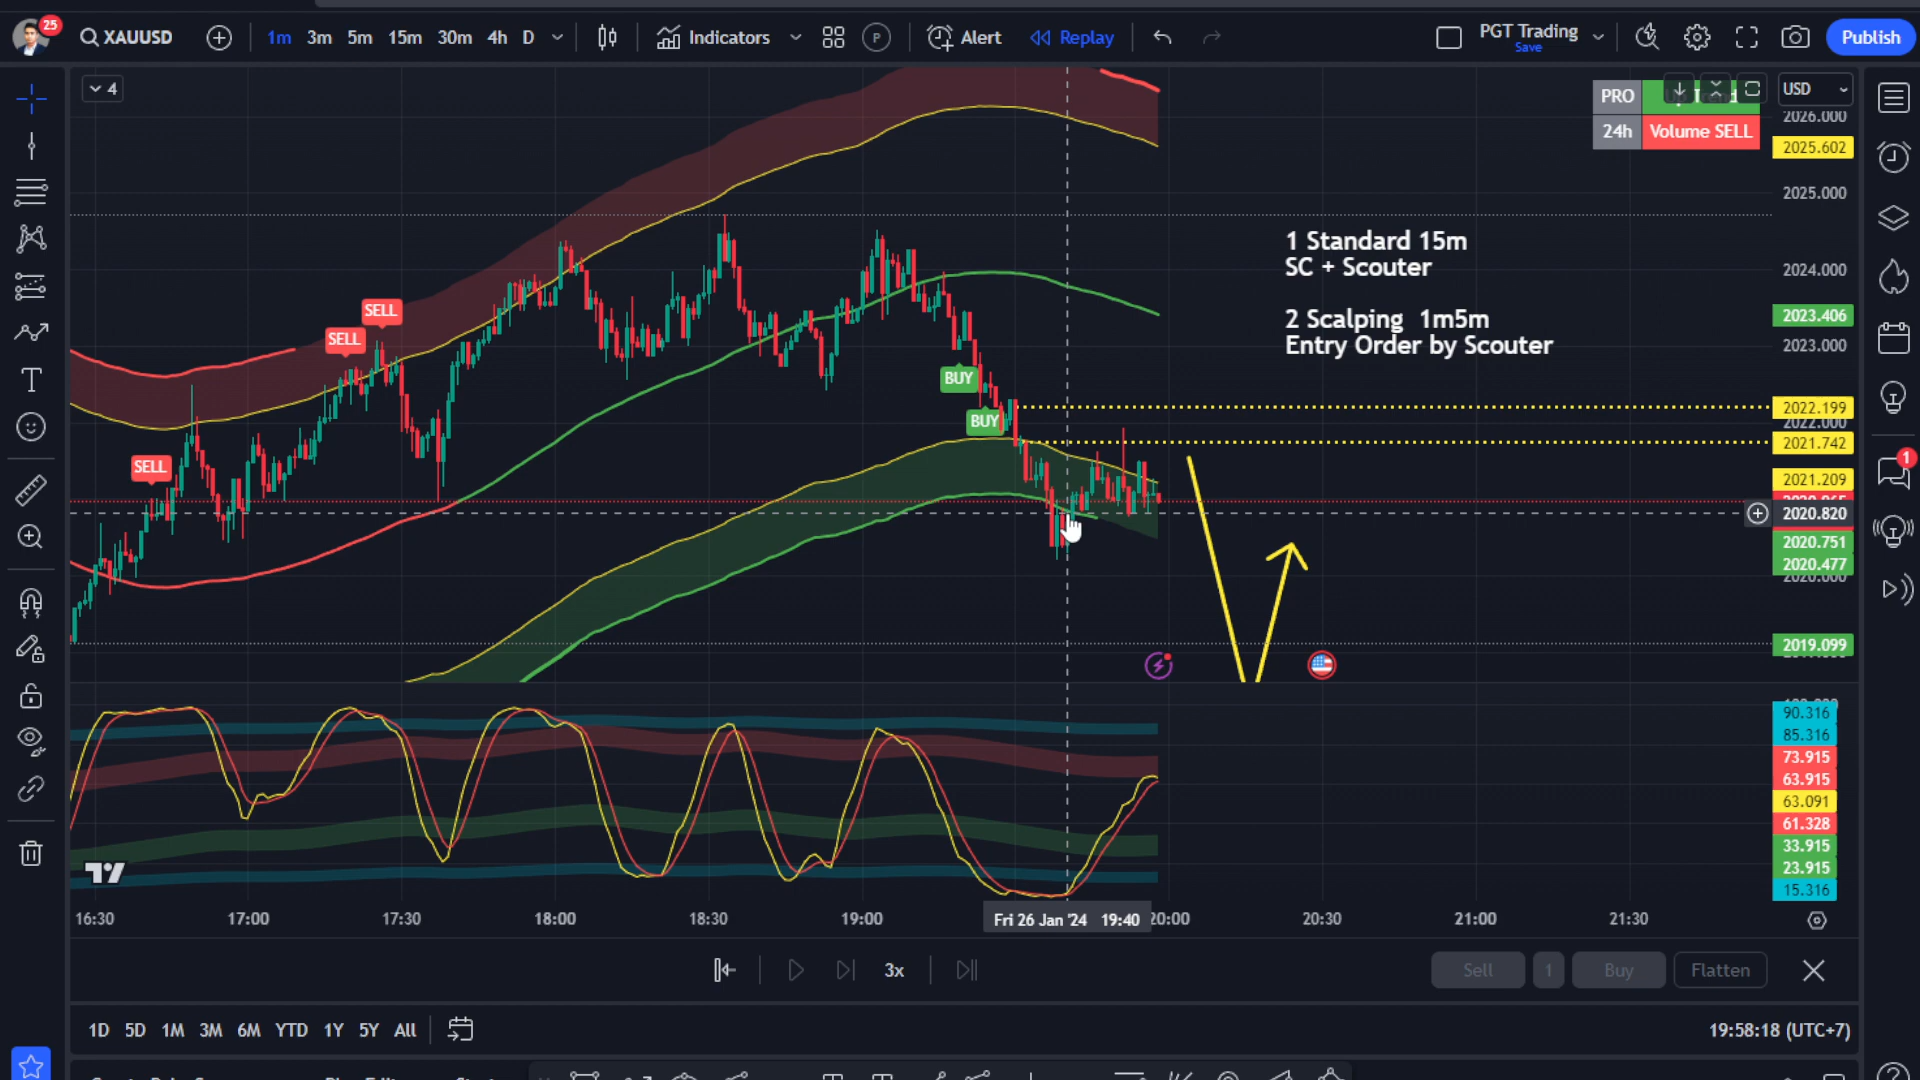 25
XAUUSD
1m 3m 5m 15m 30m 4h D
Indicators
P
Alert
Replay
PGT Trading
Save
Publish
4
PRO
24h Volume SELL
USD
2026.000
2025.602
2025.000
2024.000
2023.406
2023.000
2022.199
2022.000
2021.742
2021.209
2020.820
2020.751
2020.477
2020.000
2019.099
1 Standard 15m
SC + Scouter
2 Scalping 1m5m
Entry Order by Scouter
SELL
SELL
SELL
BUY
BUY
1
90.316
85.316
73.915
63.915
63.091
61.328
33.915
23.915
15.316
16:30 17:00 17:30 18:00 18:30 19:00 Fri 26 Jan '24 19:40 20:00 20:30 21:00 21:30
3x
Sell 1 Buy Flatten
1D 5D 1M 3M 6M YTD 1Y 5Y All
19:58:18 (UTC+7)